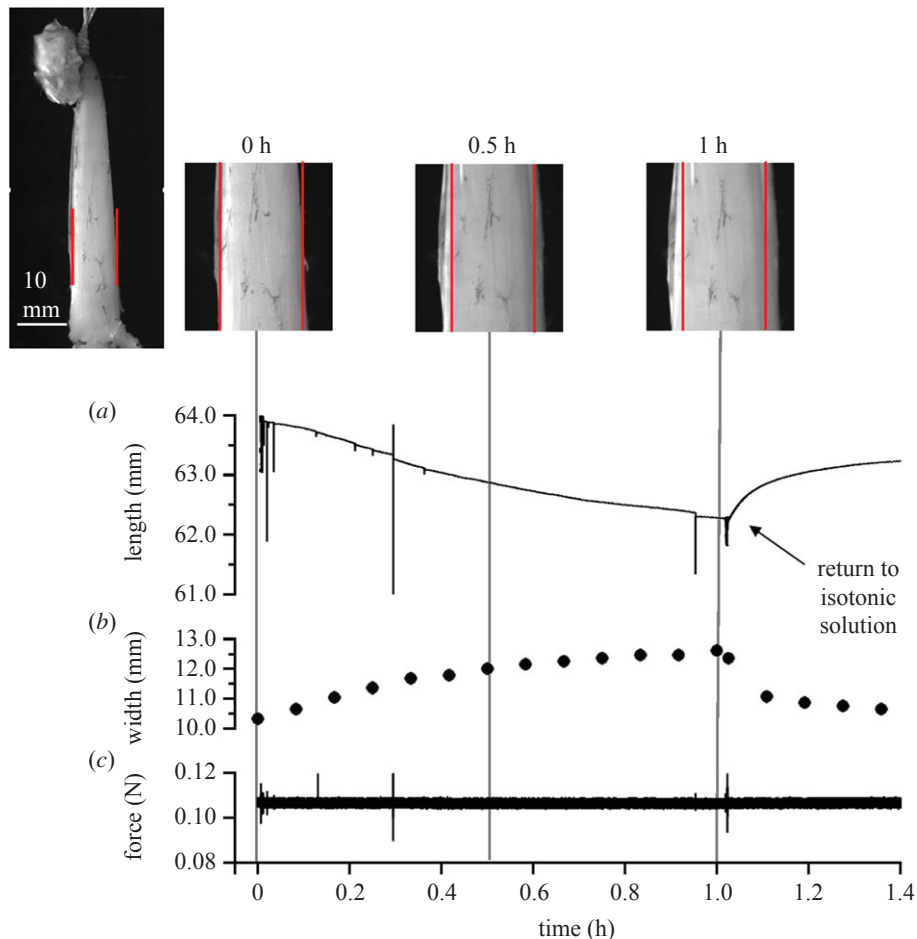 0 h
0.5 h
1 h
10
mm
(a)
64.0
63.0
62.0
61.0
length (mm)
return to
isotonic
solution
(b)
13.0
12.0
11.0
10.0
width (mm)
(c)
0.12
0.10
0.08
force (N)
0 0.2 0.4 0.6 0.8 1.0 1.2 1.4
time (h)